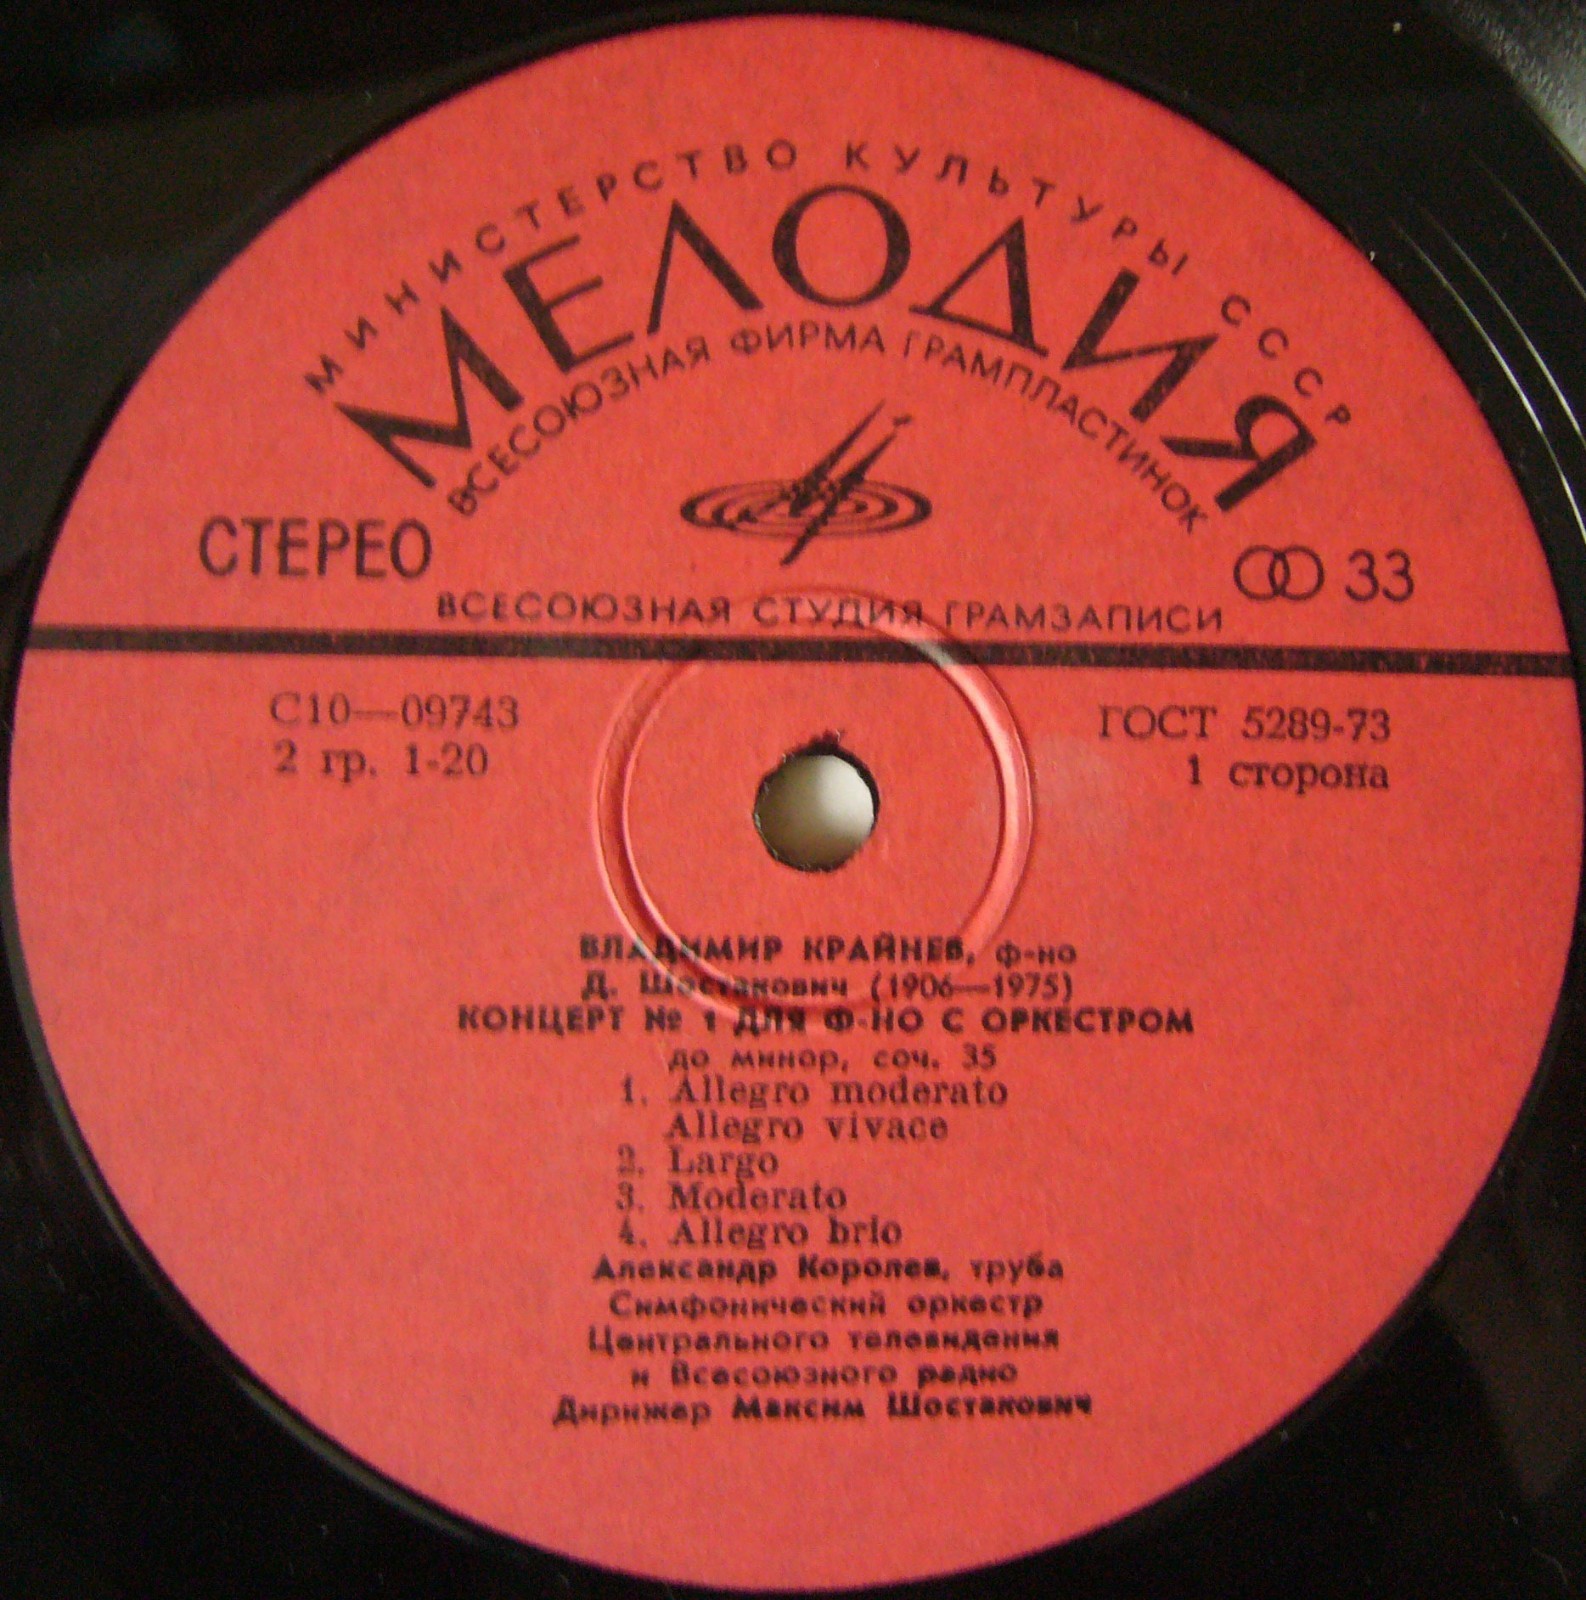 МИНИСТЕРСТВО КУЛЬТУРЫ СССР
МЕЛОДИЯ
ВСЕСОЮЗНАЯ ФИРМА ГРАМПЛАСТИНОК
СТЕРЕО
33
ВСЕСОЮЗНАЯ СТУДИЯ ГРАМЗАПИСИ
С10—09743
ГОСТ 5289-73
2 гр. 1-20
1 сторона
ВЛАДИМИР КРАЙНЕВ, ф-но
Д. Шостакович (1906—1975)
КОНЦЕРТ № 1 ДЛЯ Ф-НО С ОРКЕСТРОМ
до минор, соч. 35
1. Allegro moderato
Allegro vivace
2. Largo
3. Moderato
4. Allegro brio
Александр Королев, труба
Симфонический оркестр
Центрального телевидения
и Всесоюзного радио
Дирижер Максим Шостакович